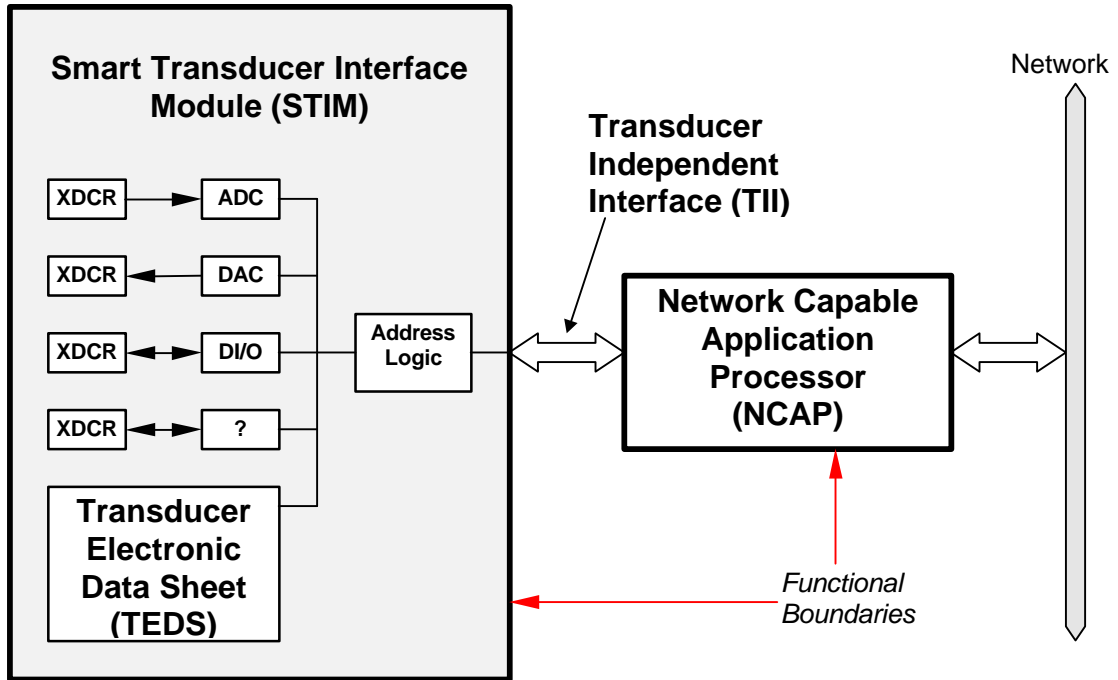 Smart Transducer Interface
Module (STIM)
XDCR
ADC
XDCR
DAC
XDCR
DI/O
XDCR
?
Transducer
Electronic
Data Sheet
(TEDS)
Address
Logic
Transducer
Independent
Interface (TII)
Network Capable
Application
Processor
(NCAP)
Functional
Boundaries
Network